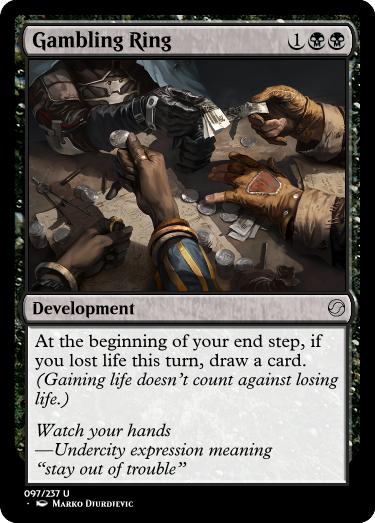 Gambling Ring 1
Development
At the beginning of your end step, if
you lost life this turn, draw a card.
(Gaining life doesn't count against losing
life.)
Watch your hands
—Undercity expression meaning
"stay out of trouble"
097/237 U
· Marko Djurdjevic